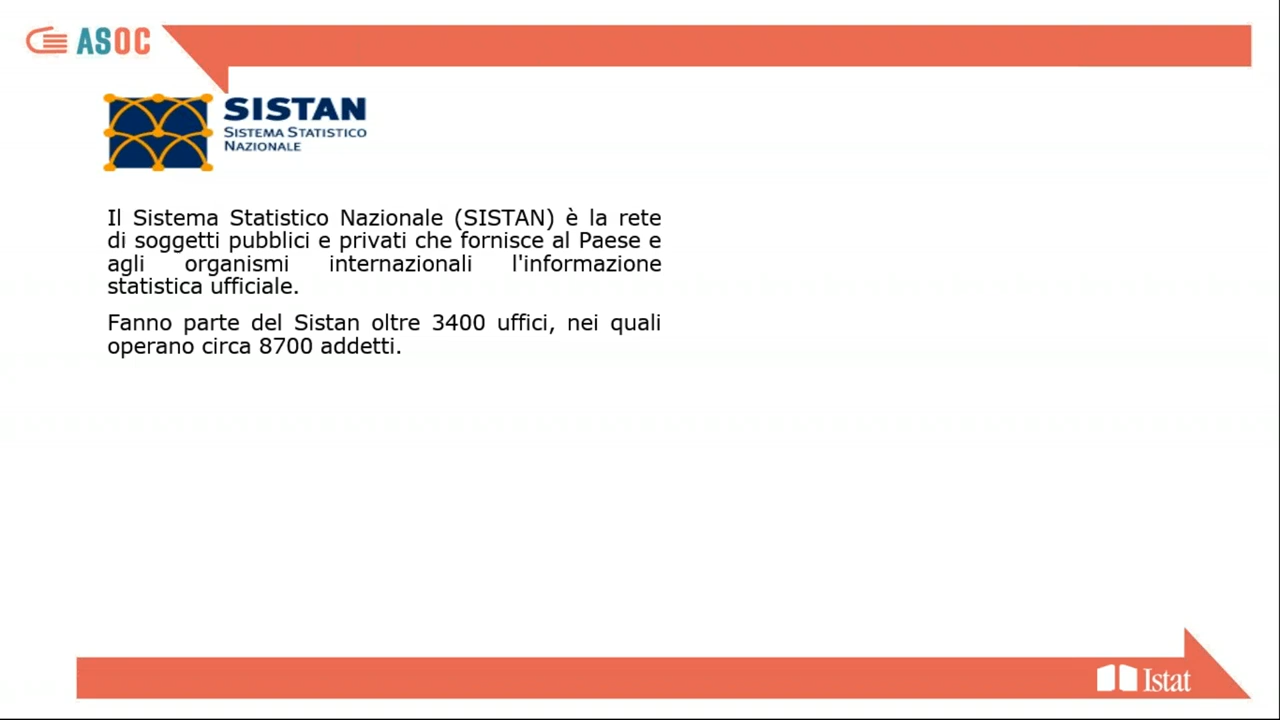 ASOC
SISTAN
SISTEMA STATISTICO
NAZIONALE
Il Sistema Statistico Nazionale (SISTAN) è la rete
di soggetti pubblici e privati che fornisce al Paese e
agli organismi internazionali l'informazione
statistica ufficiale.
Fanno parte del Sistan oltre 3400 uffici, nei quali
operano circa 8700 addetti.
Istat